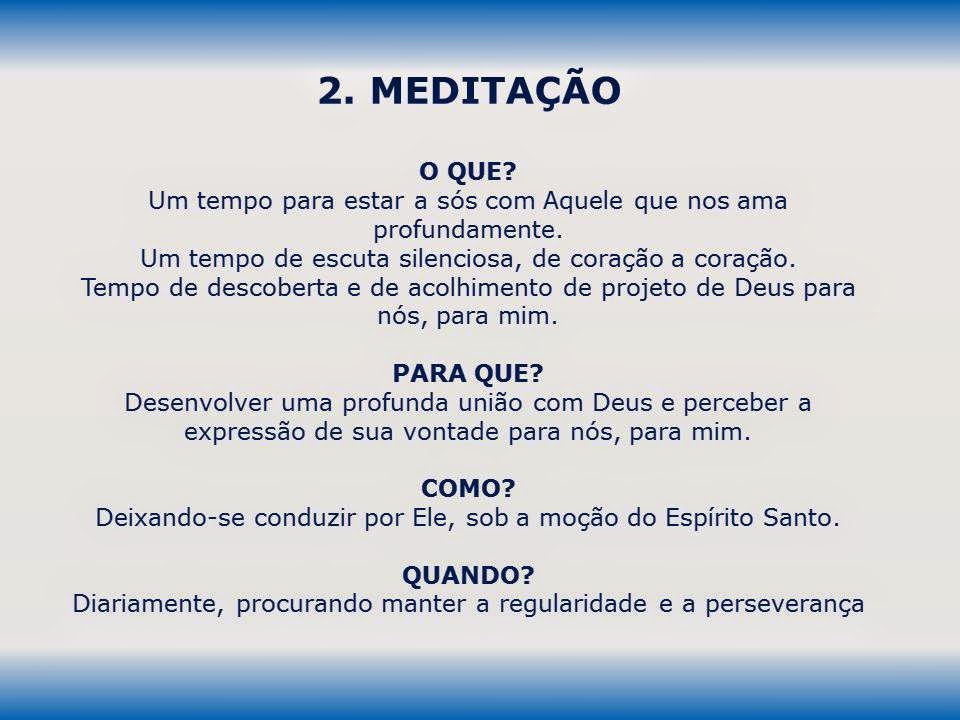 2. MEDITAÇÃO
O QUE?
Um tempo para estar a sós com Aquele que nos ama
profundamente.
Um tempo de escuta silenciosa, de coração a coração.
Tempo de descoberta e de acolhimento de projeto de Deus para
nós, para mim.
PARA QUE?
Desenvolver uma profunda união com Deus e perceber a
expressão de sua vontade para nós, para mim.
COMO?
Deixando-se conduzir por Ele, sob a moção do Espírito Santo.
QUANDO?
Diariamente, procurando manter a regularidade e a perseverança